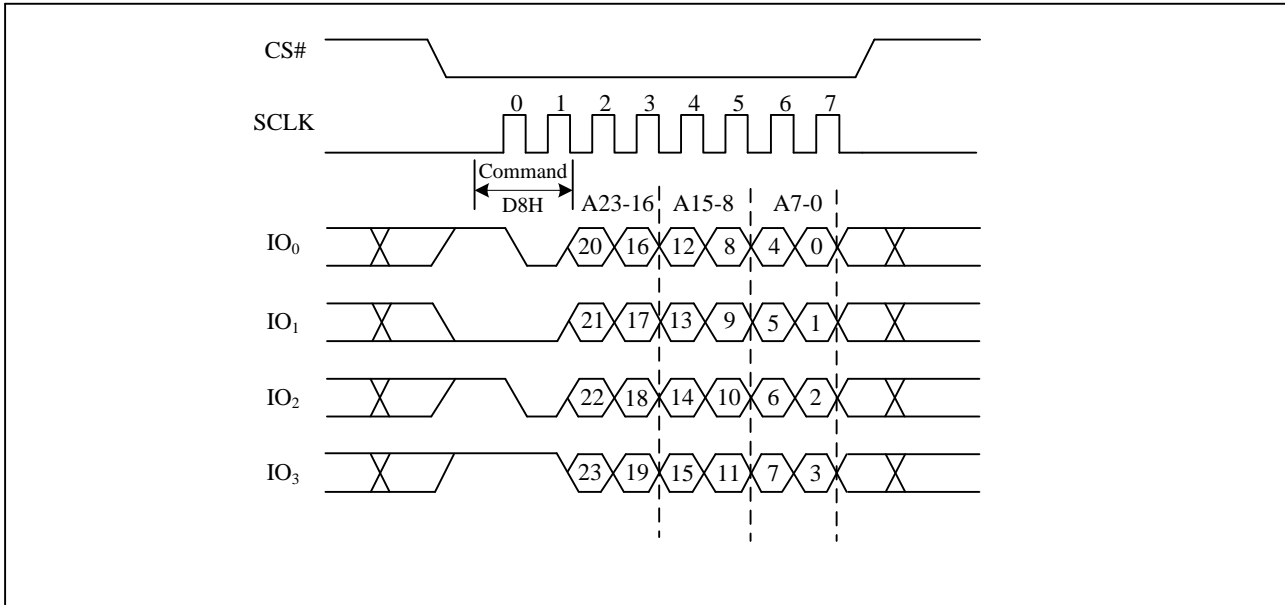 CS#
0 1 2 3 4 5 6 7
SCLK
Command
D8H
A23-16 A15-8 A7-0
IO₀ 20 16 12 8 4 0
IO₁ 21 17 13 9 5 1
IO₂ 22 18 14 10 6 2
IO₃ 23 19 15 11 7 3